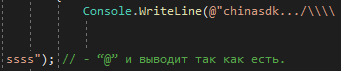 Console.WriteLine(@"chinasdk.../\\\\
ssss"); // - “@” и выводит так как есть.